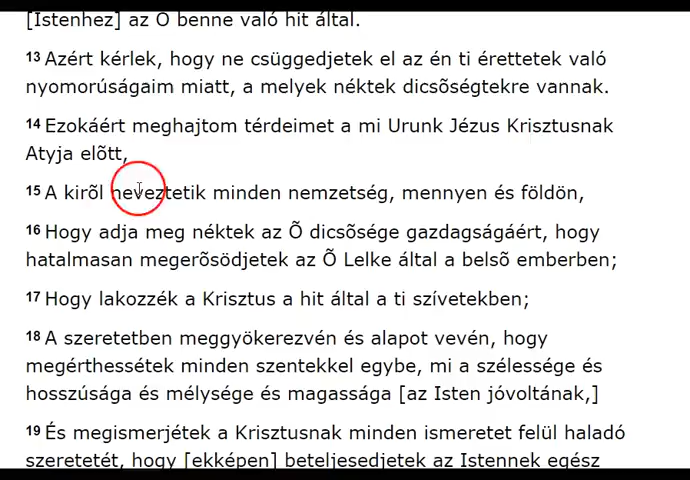 [Istenhez] az Õ benne való hit által.
13 Azért kérlek, hogy ne csüggedjetek el az én ti érettetek való
nyomorúságaim miatt, a melyek néktek dicsõségtekre vannak.
14 Ezokáért meghajtom térdeimet a mi Urunk Jézus Krisztusnak
Atyja elõtt,
15 A kirõl neveztetik minden nemzetség, mennyen és földön,
16 Hogy adja meg néktek az Õ dicsõsége gazdagságáért, hogy
hatalmasan megerõsödjetek az Õ Lelke által a belsõ emberben;
17 Hogy lakozzék a Krisztus a hit által a ti szívetekben;
18 A szeretetben meggyökerezvén és alapot vevén, hogy
megérthessétek minden szentekkel egybe, mi a szélessége és
hosszúsága és mélysége és magassága [az Isten jóvoltának,]
19 És megismerjétek a Krisztusnak minden ismeretet felül haladó
szeretetét, hogy [ekképen] beteljesedjetek az Istennek egész